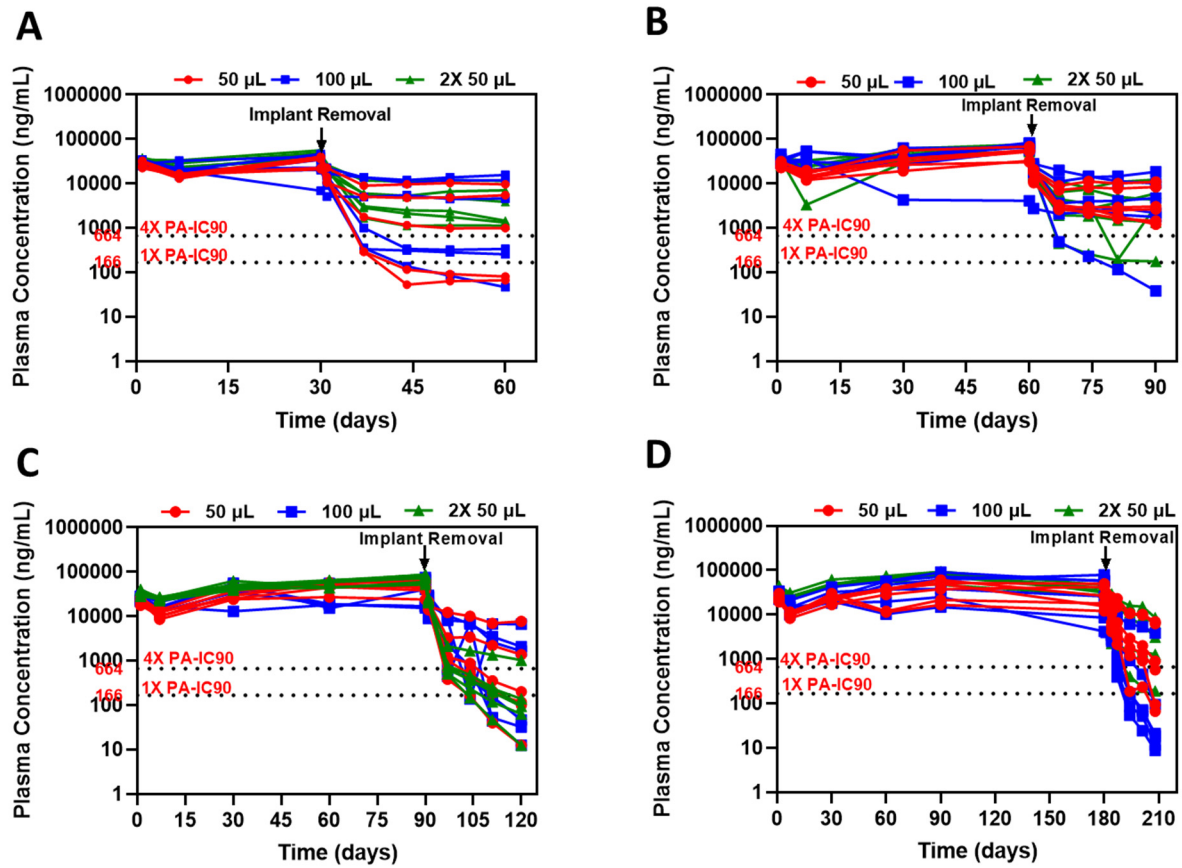 A
50 µL 100 µL 2X 50 µL
Implant Removal
Plasma Concentration (ng/mL)
1000000
100000
10000
1000
4X PA-IC90
664
1X PA-IC90
166
100
10
1
0 15 30 45 60
Time (days)
B
50 µL 100 µL 2X 50 µL
Implant Removal
Plasma Concentration (ng/mL)
1000000
100000
10000
1000
4X PA-IC90
664
1X PA-IC90
166
100
10
1
0 15 30 45 60 75 90
Time (days)
C
50 µL 100 µL 2X 50 µL
Implant Removal
Plasma Concentration (ng/mL)
1000000
100000
10000
1000
4X PA-IC90
664
1X PA-IC90
166
100
10
1
0 15 30 45 60 75 90 105 120
Time (days)
D
50 µL 100 µL 2X 50 µL
Implant Removal
Plasma Concentration (ng/mL)
1000000
100000
10000
1000
4X PA-IC90
664
1X PA-IC90
166
100
10
1
0 30 60 90 120 150 180 210
Time (days)